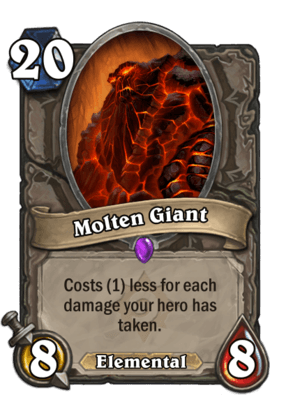 20
Molten Giant
Costs (1) less for each
damage your hero has
taken.
8
Elemental
8